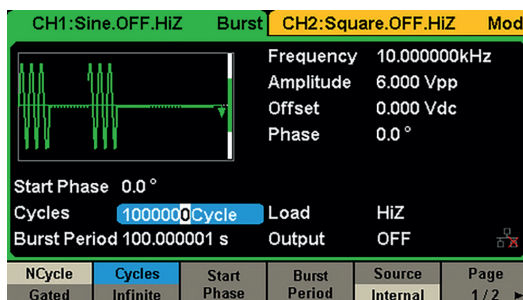 CH1:Sine.OFF.HiZ Burst CH2:Square.OFF.HiZ Mod
Frequency 10.000000kHz
Amplitude 6.000 Vpp
Offset 0.000 Vdc
Phase 0.0 °
Start Phase 0.0 °
Cycles 1000000Cycle Load HiZ
Burst Period 100.000001 s Output OFF
NCycle Cycles Start Burst Source Page
Gated Infinite Phase Period Internal 1/2